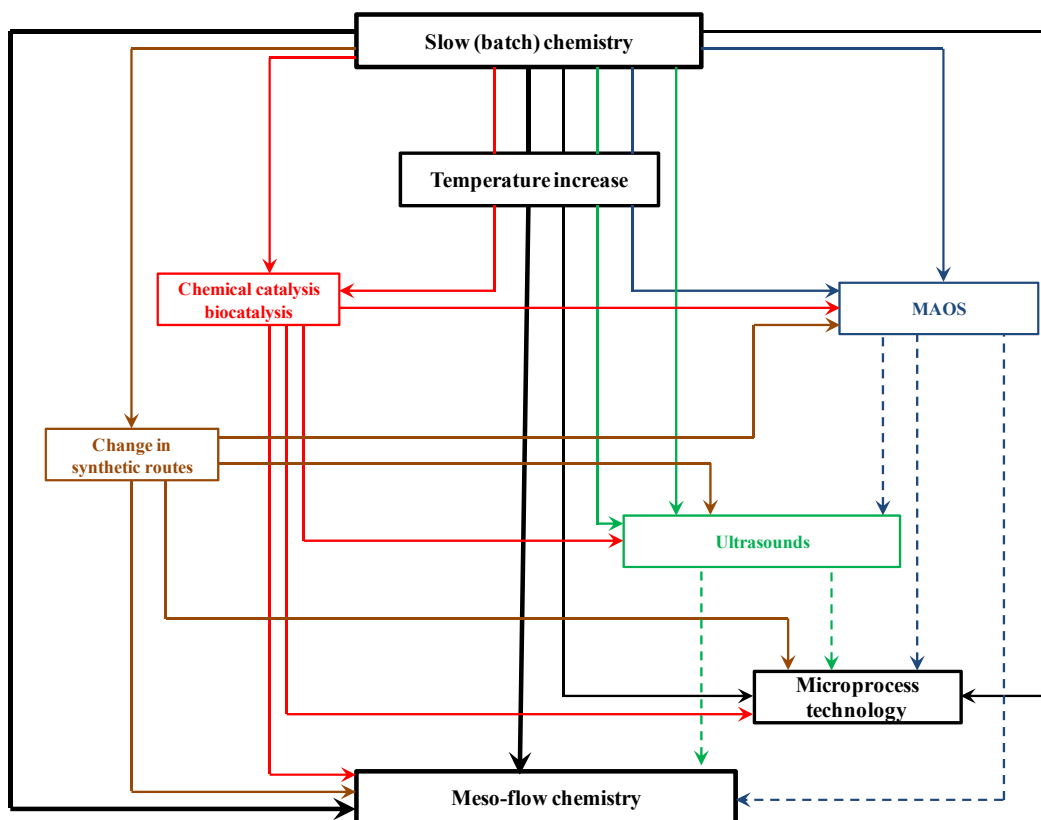 Slow (batch) chemistry
Temperature increase
Chemical catalysis
biocatalysis
MAOS
Change in
synthetic routes
Ultrasounds
Microprocess
technology
Meso-flow chemistry